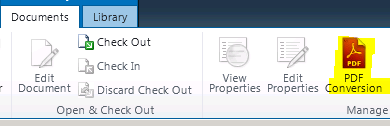 Documents
Library
Edit
Document
Check Out
Check In
Discard Check Out
Open & Check Out
View
Properties
Edit
Properties
PDF
PDF
Conversion
Manage